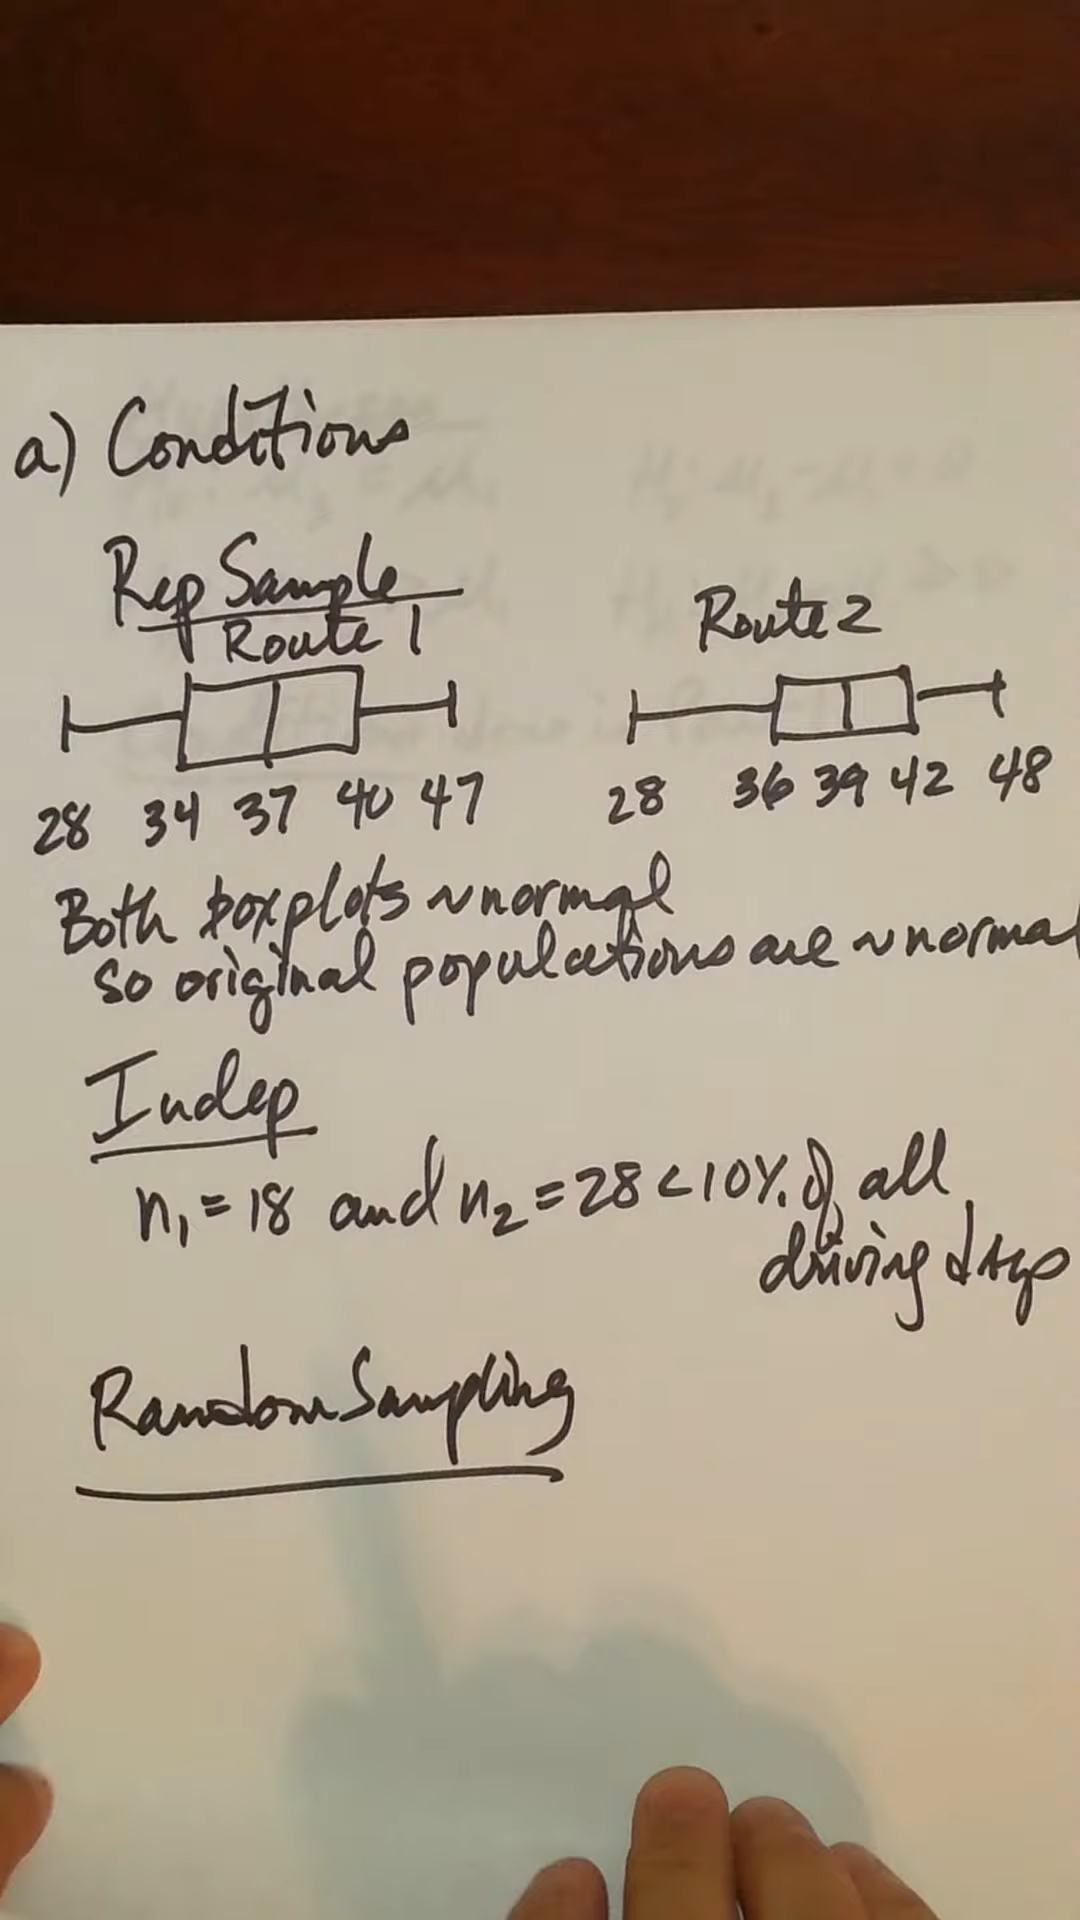 a) Conditions
Rep Sample
Route 1
Route 2
28 34 37 40 47
28 36 39 42 48
Both boxplots ~normal
so original populations are ~normal
Indep
n₁ = 18 and n₂ = 28 < 10% of all
driving days
Random Sampling